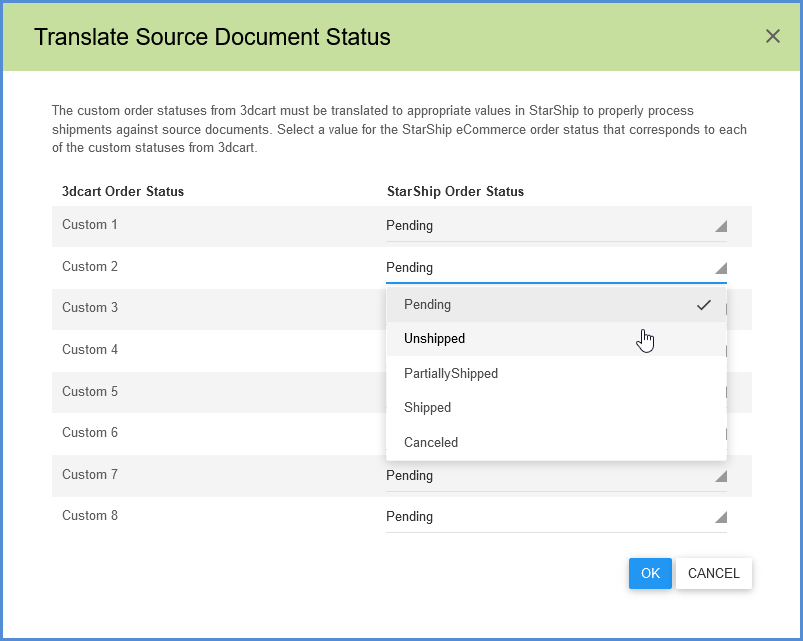 Translate Source Document Status
The custom order statuses from 3dcart must be translated to appropriate values in StarShip to properly process
shipments against source documents. Select a value for the StarShip eCommerce order status that corresponds to each
of the custom statuses from 3dcart.
3dcart Order Status StarShip Order Status
Custom 1 Pending
Custom 2 Pending
Custom 3 Pending
Unshipped
Custom 4 PartiallyShipped
Custom 5 Shipped
Custom 6 Canceled
Custom 7 Pending
Custom 8 Pending
OK CANCEL